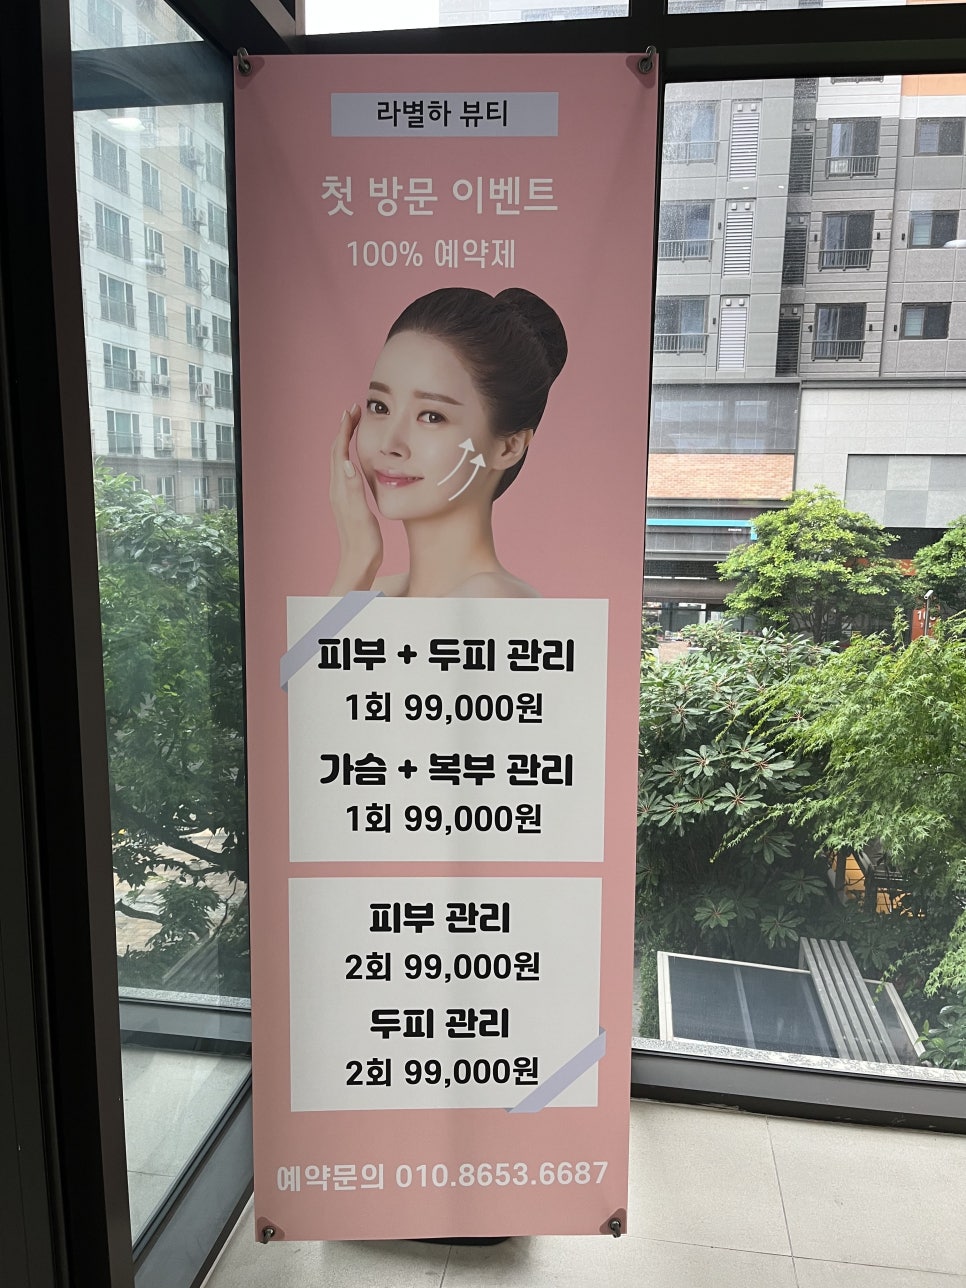 라별하 뷰티
첫 방문 이벤트
100% 예약제
피부 + 두피 관리
1회 99,000원
가슴 + 복부 관리
1회 99,000원
피부 관리
2회 99,000원
두피 관리
2회 99,000원
예약문의 010.8653.6687